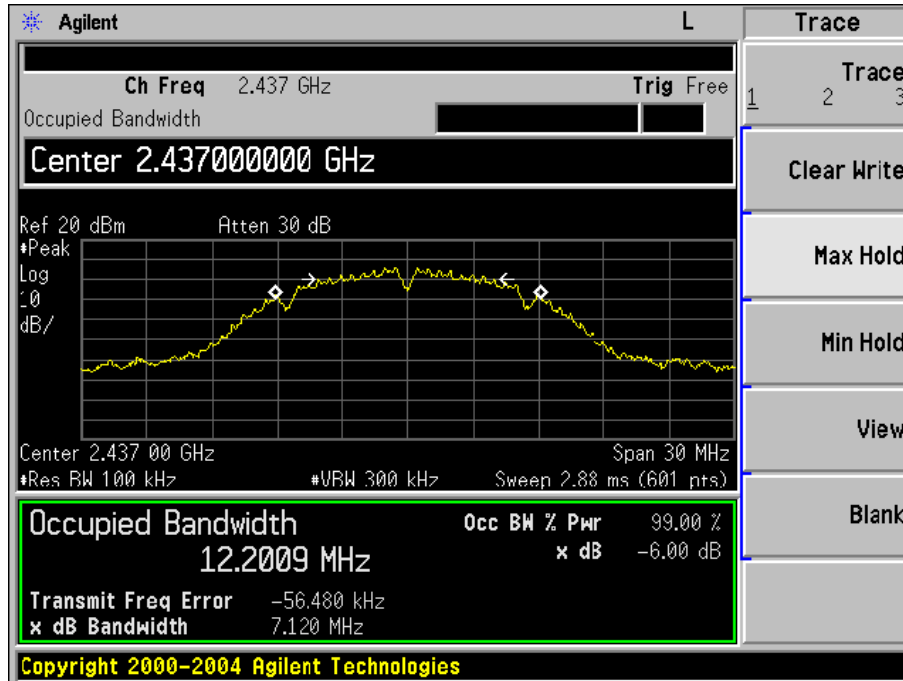 Agilent L Trace
Ch Freq 2.437 GHz Trig Free
Occupied Bandwidth
Center 2.437000000 GHz
Ref 20 dBm Atten 30 dB
#Peak
Log
10
dB/
Center 2.437 00 GHz Span 30 MHz
#Res BW 100 kHz #VBW 300 kHz Sweep 2.88 ms (601 pts)
Occupied Bandwidth
12.2009 MHz
Occ BW % Pwr 99.00 %
x dB -6.00 dB
Transmit Freq Error -56.480 kHz
x dB Bandwidth 7.120 MHz
Copyright 2000-2004 Agilent Technologies
Trace
1 2 3
Clear Write
Max Hold
Min Hold
View
Blank